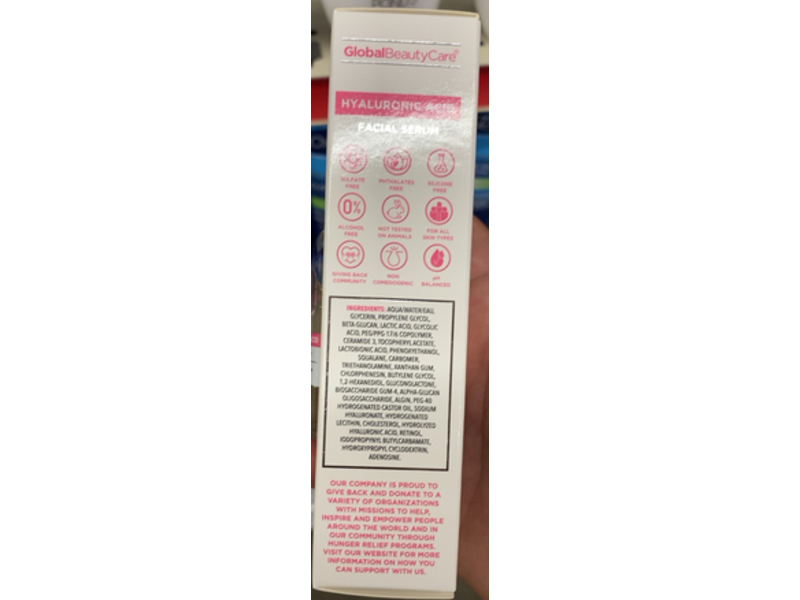 GlobalBeautyCare®
HYALURONIC ACID
FACIAL SERUM
SULFATE FREE
PHTHALATES FREE
SILICONE FREE
0%
ALCOHOL FREE
NOT TESTED ON ANIMALS
FOR ALL SKIN TYPES
GIVING BACK COMMUNITY
NON COMEDOGENIC
pH BALANCED
INGREDIENTS: AQUA/WATER/EAU,
GLYCERIN, PROPYLENE GLYCOL,
BETA-GLUCAN, LACTIC ACID, GLYCOLIC
ACID, PEG/PPG-17/6 COPOLYMER,
CERAMIDE 3, TOCOPHERYL ACETATE,
LACTOBIONIC ACID, PHENOXYETHANOL,
SQUALANE, CARBOMER,
TRIETHANOLAMINE, XANTHAN GUM,
CHLORPHENESIN, BUTYLENE GLYCOL,
1, 2-HEXANEDIOL, GLUCONOLACTONE,
BIOSACCHARIDE GUM-4, ALPHA-GLUCAN
OLIGOSACCHARIDE, ALGIN, PEG-40
HYDROGENATED CASTOR OIL, SODIUM
HYALURONATE, HYDROGENATED
LECITHIN, CHOLESTEROL, HYDROLYZED
HYALURONIC ACID, RETINOL,
IODOPROPYNYL BUTYLCARBAMATE,
HYDROXYPROPYL CYCLODEXTRIN,
ADENOSINE.
OUR COMPANY IS PROUD TO
GIVE BACK AND DONATE TO A
VARIETY OF ORGANIZATIONS
WITH MISSIONS TO HELP,
INSPIRE AND EMPOWER PEOPLE
AROUND THE WORLD AND IN
OUR COMMUNITY THROUGH
HUNGER RELIEF PROGRAMS.
VISIT OUR WEBSITE FOR MORE
INFORMATION ON HOW YOU
CAN SUPPORT WITH US.